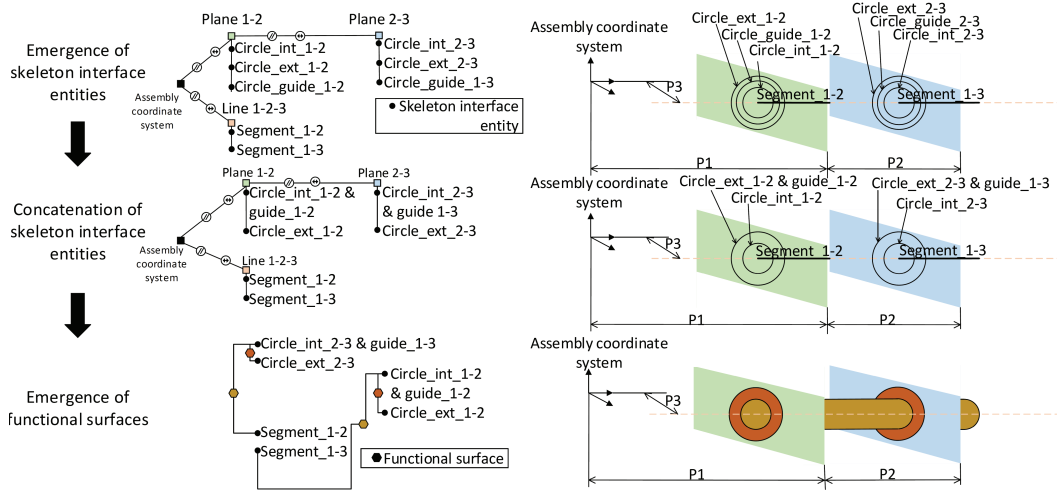 Emergence of
skeleton interface
entities
Plane 1-2
Plane 2-3
Circle_int_1-2
Circle_ext_1-2
Circle_guide_1-2
Circle_int_2-3
Circle_ext_2-3
Circle_guide_1-3
Assembly
coordinate
system
Line 1-2-3
Segment_1-2
Segment_1-3
Skeleton interface
entity
Assembly coordinate
system
Circle_ext_1-2
Circle_guide_1-2
Circle_int_1-2
Circle_ext_2-3
Circle_guide_2-3
Circle_int_2-3
P3
Segment_1-2
Segment_1-3
P1
P2
Concatenation of
skeleton interface
entities
Plane 1-2
Plane 2-3
Circle_int_1-2 &
guide_1-2
Circle_ext_1-2
Circle_int_2-3
& guide 1-3
Circle_ext_2-3
Assembly
coordinate
system
Line 1-2-3
Segment_1-2
Segment_1-3
Assembly coordinate
system
Circle_ext_1-2 & guide_1-2
Circle_int_1-2
Circle_ext_2-3 & guide_1-3
Circle_int_2-3
P3
Segment_1-2
Segment_1-3
P1
P2
Emergence of
functional surfaces
Circle_int_2-3 & guide_1-3
Circle_ext_2-3
Circle_int_1-2
& guide_1-2
Circle_ext_1-2
Segment_1-2
Segment_1-3
Functional surface
Assembly coordinate
system
P3
P1
P2